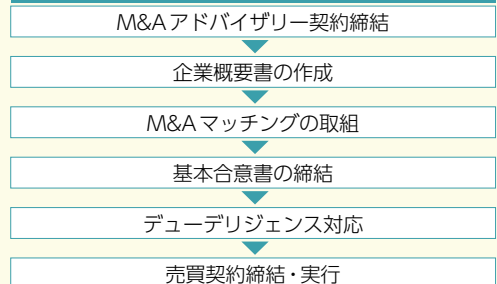 M&Aアドバイザリー契約締結
企業概要書の作成
M&Aマッチングの取組
基本合意書の締結
デューデリジェンス対応
売買契約締結・実行